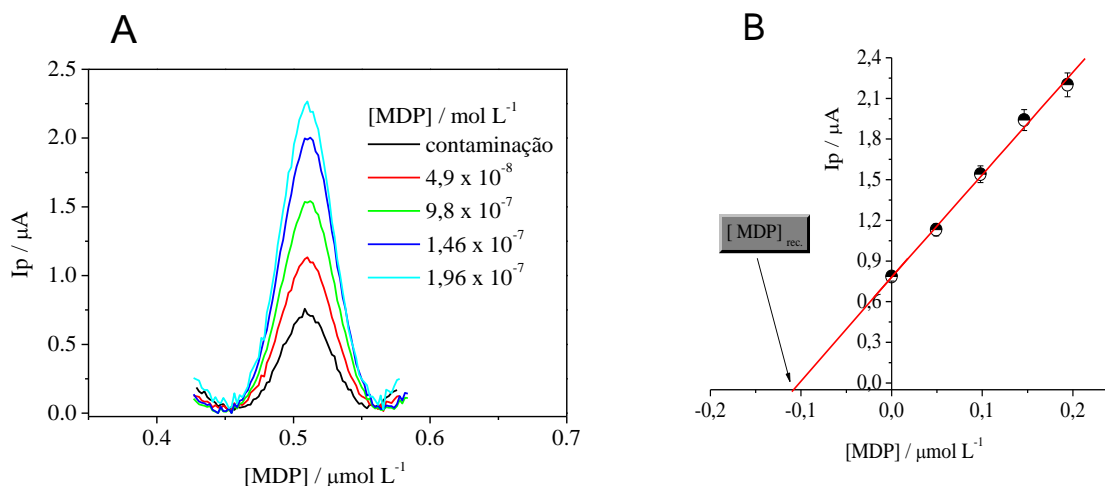 A
2.5
2.0
1.5
1.0
0.5
0.0
Ip / μA
0.4
0.5
0.6
0.7
[MDP] / μmol L⁻¹
[MDP] / mol L⁻¹
contaminação
4,9 x 10⁻⁸
9,8 x 10⁻⁷
1,46 x 10⁻⁷
1,96 x 10⁻⁷
B
2,4
2,1
1,8
1,5
1,2
0,9
0,6
0,3
0,0
Ip / μA
[ MDP] rec.
-0,2
-0,1
0,0
0,1
0,2
[MDP] / μmol L⁻¹